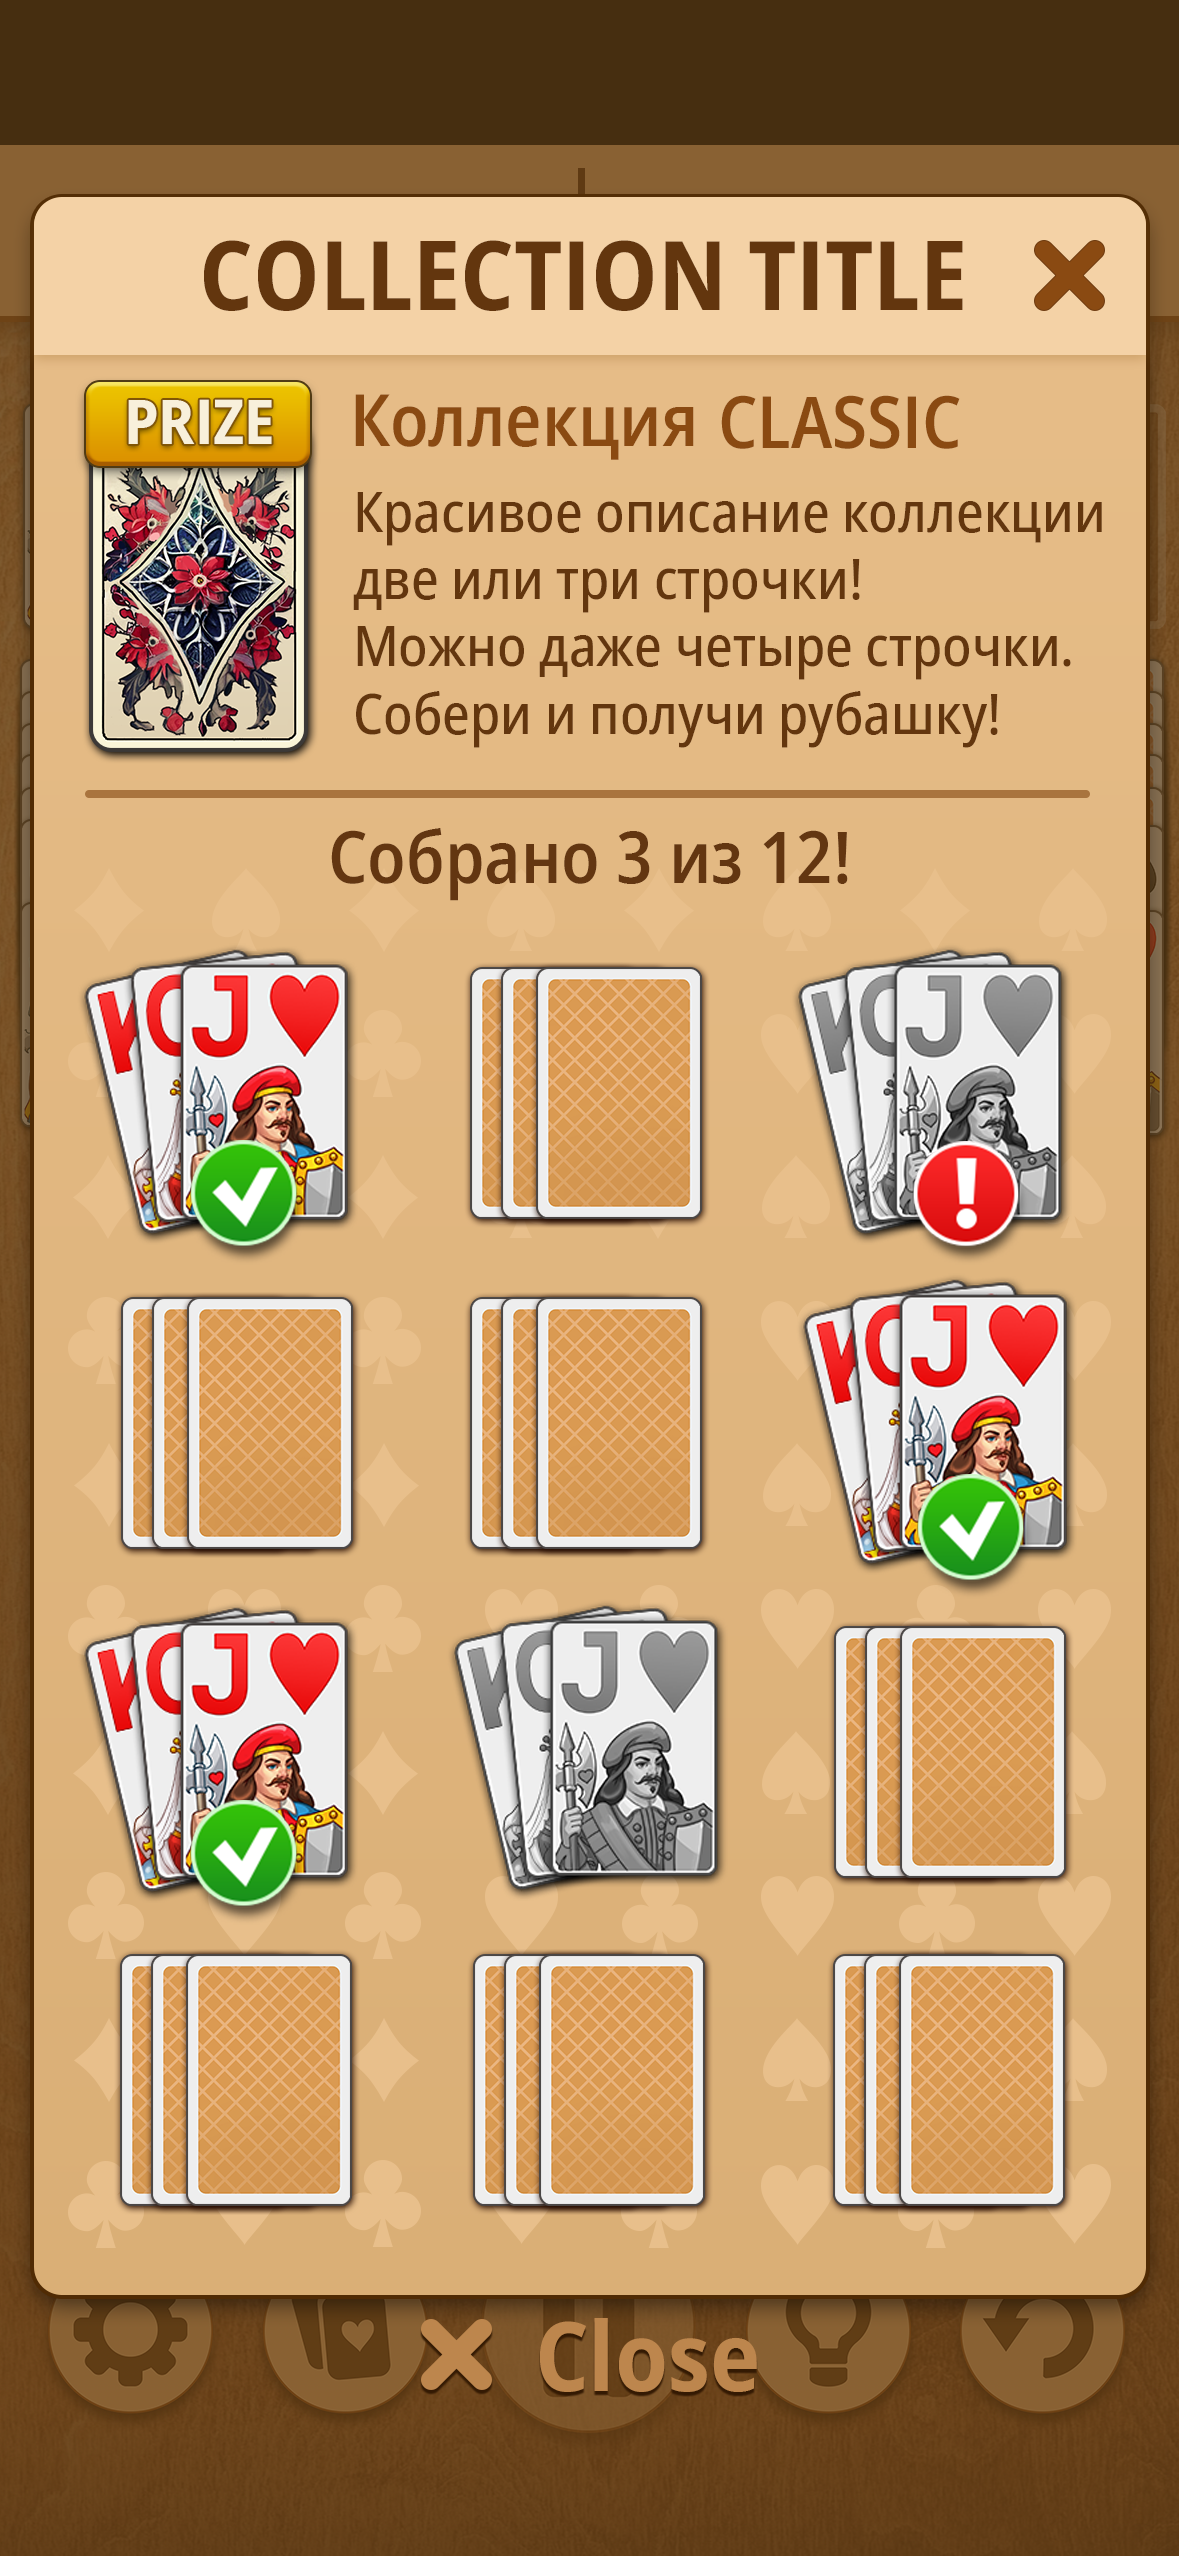 COLLECTION TITLE
PRIZE
Коллекция CLASSIC
Красивое описание коллекции
две или три строчки!
Можно даже четыре строчки.
Собери и получи рубашку!
Собрано 3 из 12!
K Q J
K Q J
!
K Q J
K Q J
K Q J
Close